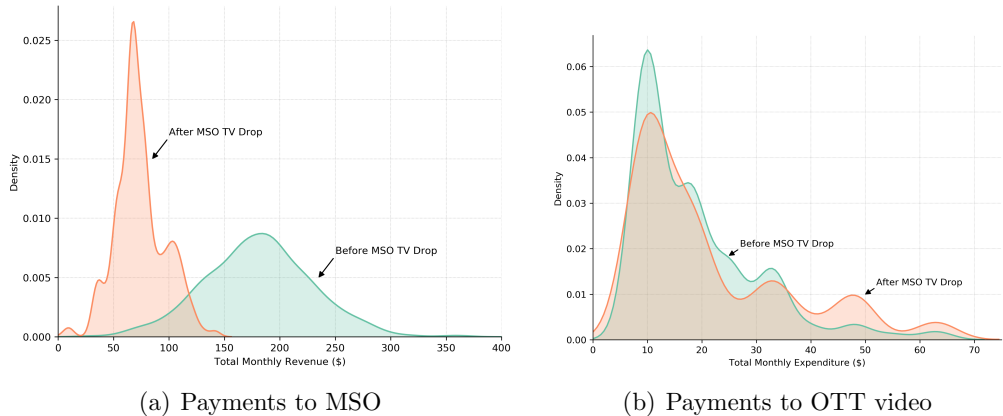 0.025
0.020
0.015
0.010
0.005
0.000
Density
After MSO TV Drop
Before MSO TV Drop
0 50 100 150 200 250 300 350 400
Total Monthly Revenue ($)
(a) Payments to MSO
0.06
0.05
0.04
0.03
0.02
0.01
0.00
Density
Before MSO TV Drop
After MSO TV Drop
0 10 20 30 40 50 60 70
Total Monthly Expenditure ($)
(b) Payments to OTT video